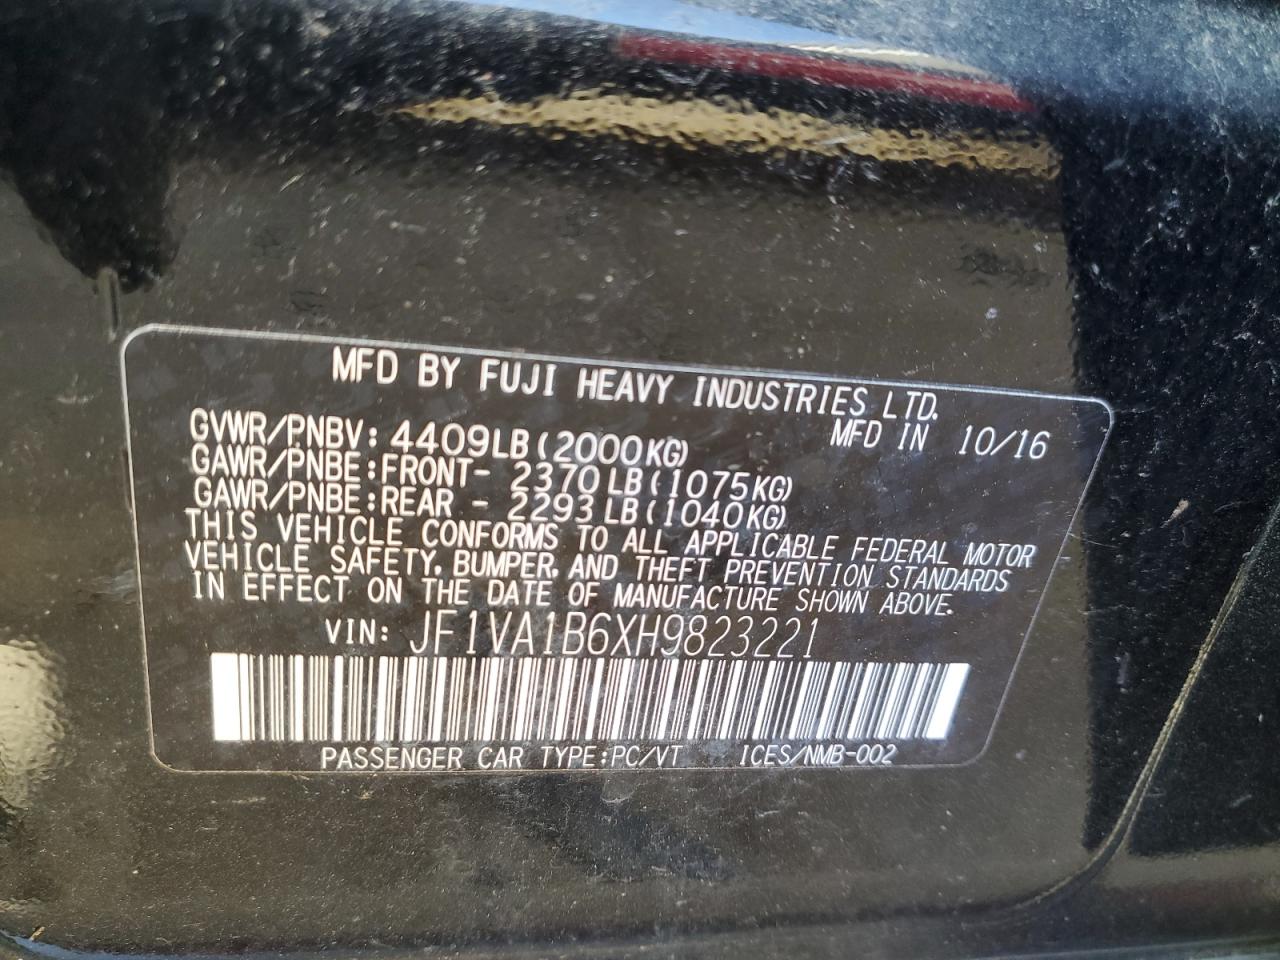 MFD BY FUJI HEAVY INDUSTRIES LTD.
MFD IN 10/16
GVWR/PNBV: 4409LB (2000KG)
GAWR/PNBE:FRONT- 2370LB(1075KG)
GAWR/PNBE:REAR - 2293LB(1040KG)
THIS VEHICLE CONFORMS TO ALL APPLICABLE FEDERAL MOTOR
VEHICLE SAFETY, BUMPER, AND THEFT PREVENTION STANDARDS
IN EFFECT ON THE DATE OF MANUFACTURE SHOWN ABOVE.
VIN: JF1VA1B6XH9823221
PASSENGER CAR TYPE:PC/VT ICES/NMB-002